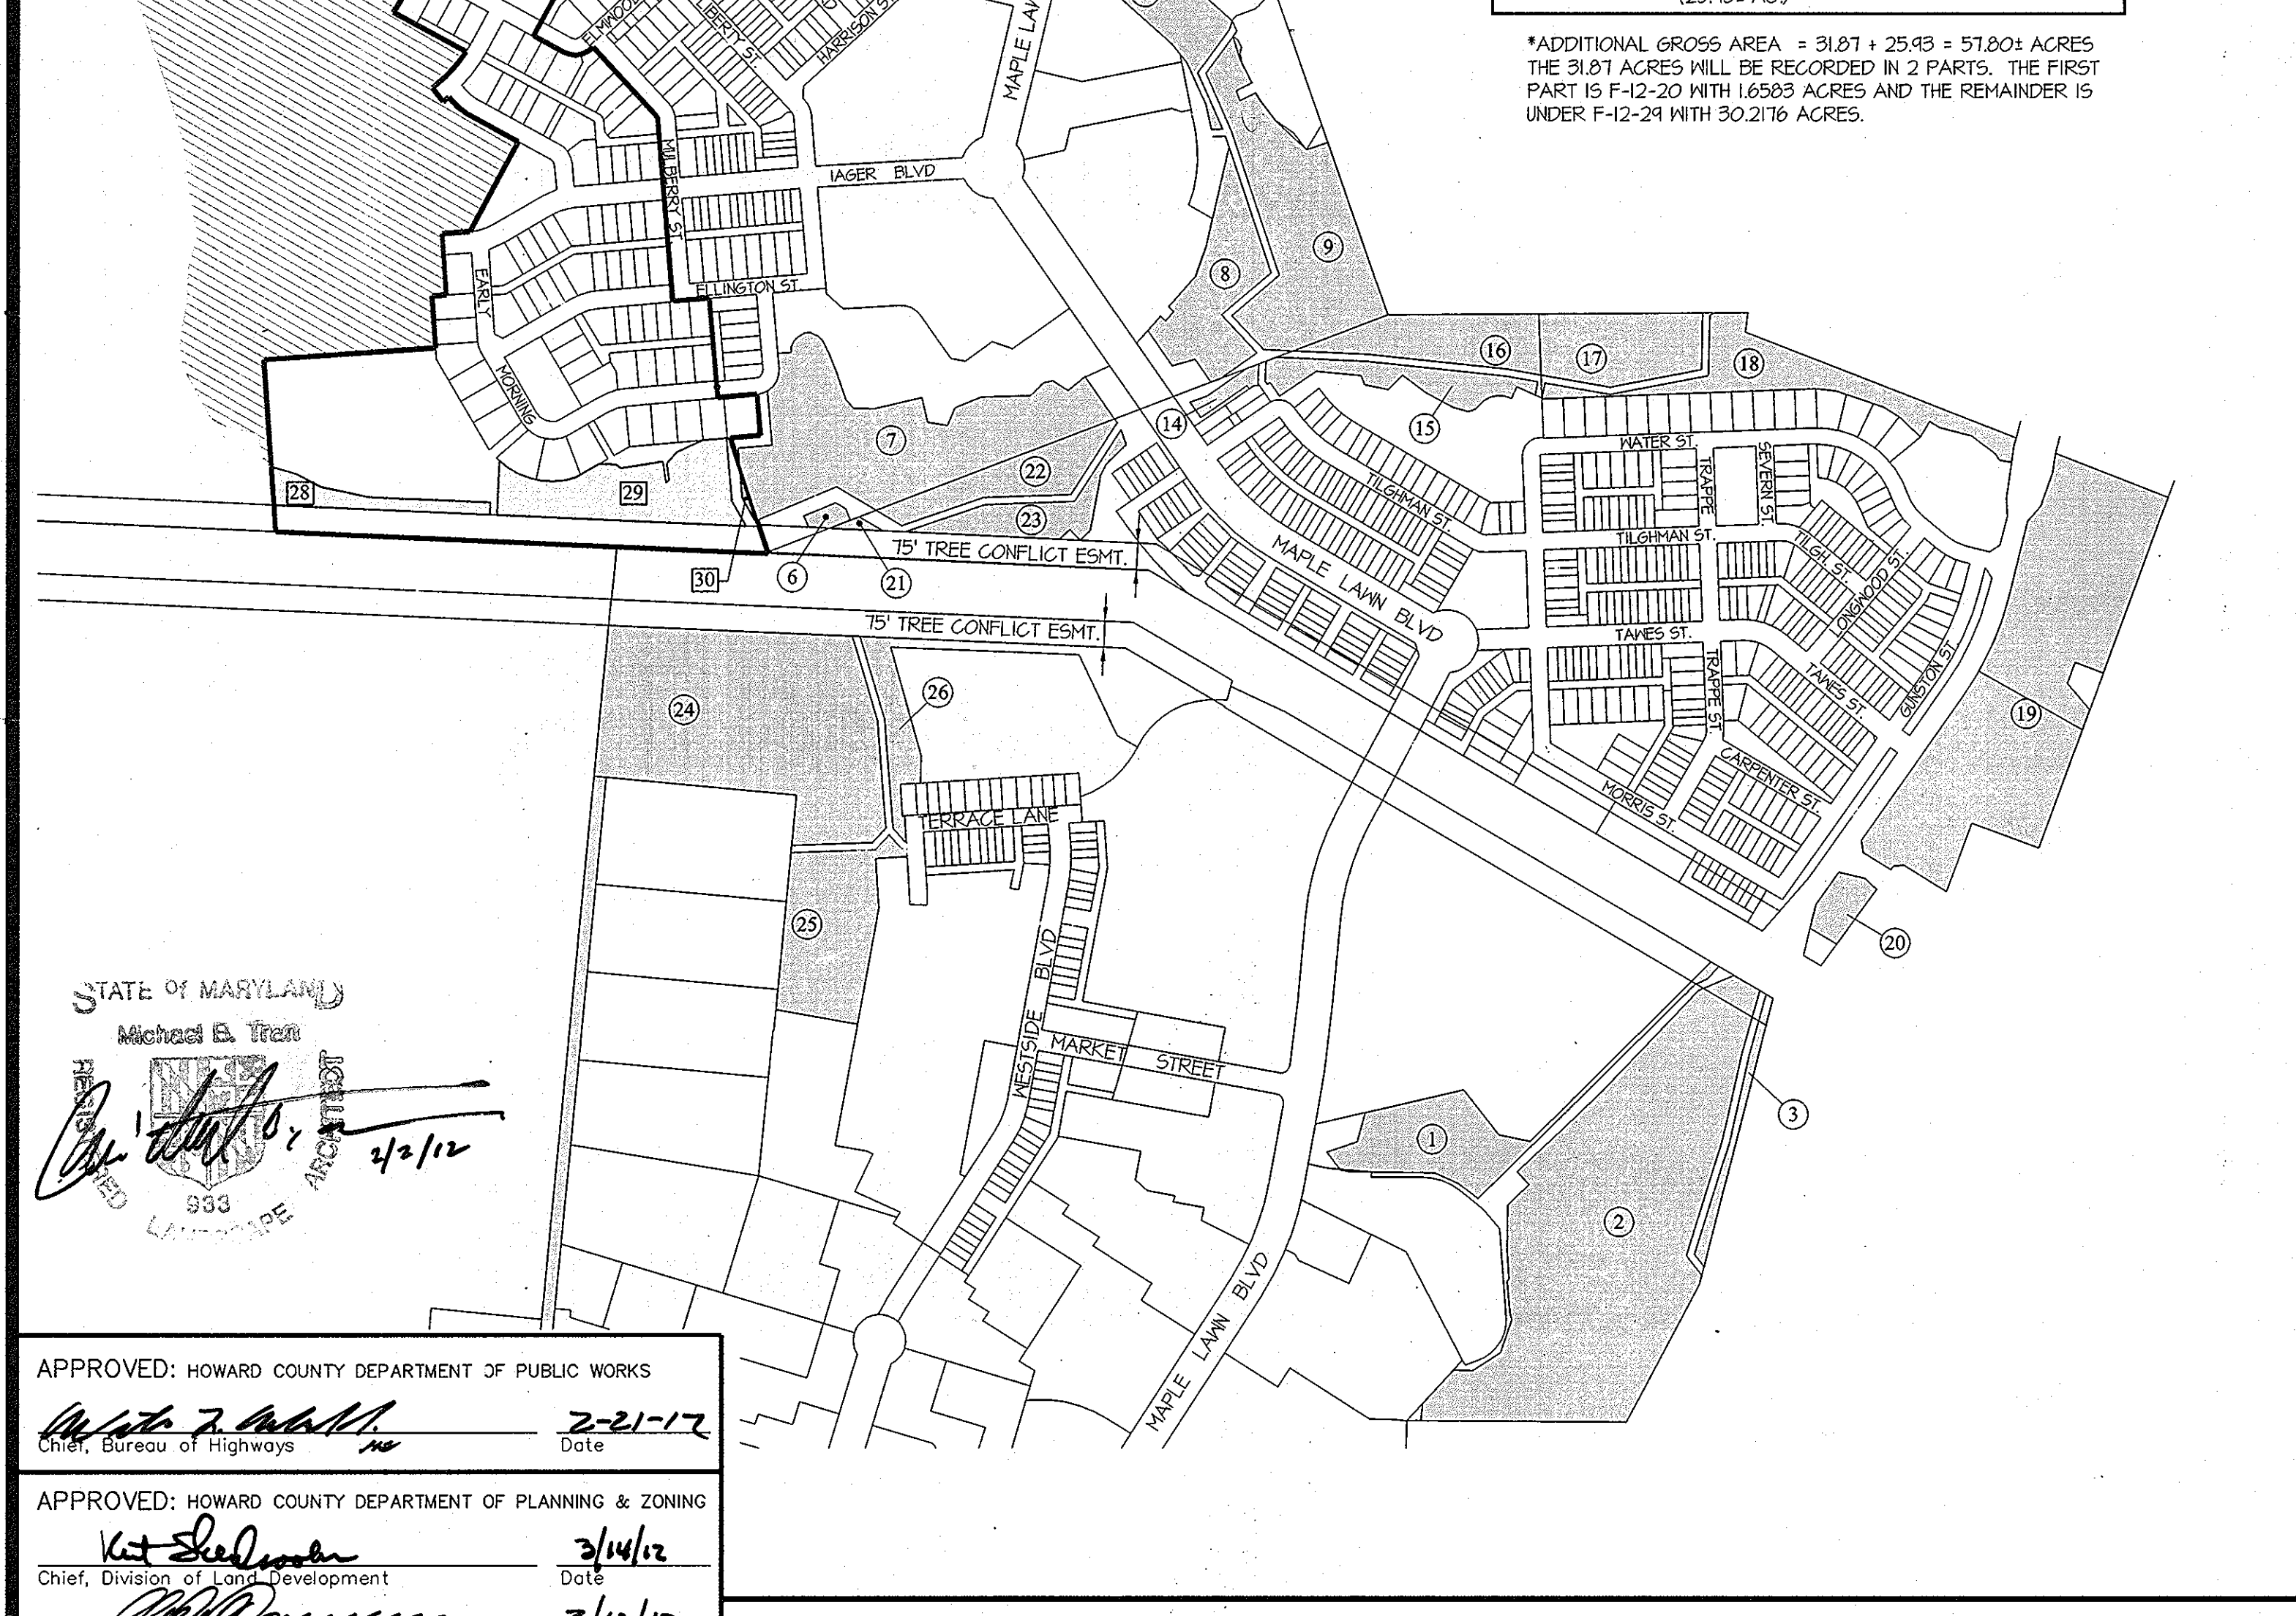 *ADDITIONAL GROSS AREA = 31.87 + 25.93 = 57.80± ACRES
THE 31.87 ACRES WILL BE RECORDED IN 2 PARTS. THE FIRST
PART IS F-12-20 WITH 1.6583 ACRES AND THE REMAINDER IS
UNDER F-12-29 WITH 30.2176 ACRES.
HARRISON ST.
MULBERRY ST.
IAGER BLVD
ELLINGTON ST.
EARLY
MORNING
9
8
16
17
18
15
14
7
22
23
28
29
30
6
21
75' TREE CONFLICT ESMT.
75' TREE CONFLICT ESMT.
WATER ST.
SEVERN ST.
TRAPPE
TILGHMAN ST.
TILGHMAN ST.
TILGH. ST.
LONGWOOD ST.
MAPLE LAWN BLVD
TAWES ST.
TAWES ST.
TRAPPE ST.
GUNSTON ST
CARPENTER ST.
MORRIS ST.
19
20
24
26
25
TERRACE LANE
WESTSIDE BLVD
MARKET STREET
MAPLE LAWN BLVD
1
2
3
STATE OF MARYLAND
Michael B. Tran
ARCHITECT
933
LANDSCAPE
2/2/12
APPROVED: HOWARD COUNTY DEPARTMENT OF PUBLIC WORKS
2-21-12
Chief, Bureau of Highways
Date
APPROVED: HOWARD COUNTY DEPARTMENT OF PLANNING & ZONING
3/14/12
Chief, Division of Land Development
Date